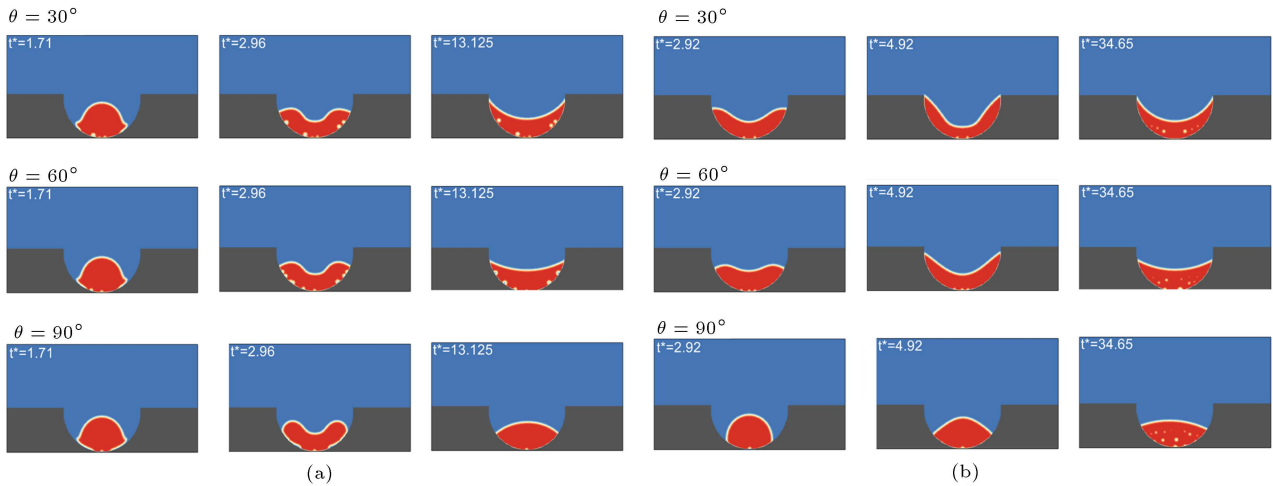 θ = 30°
t*=1.71
t*=2.96
t*=13.125
θ = 60°
t*=1.71
t*=2.96
t*=13.125
θ = 90°
t*=1.71
t*=2.96
t*=13.125
(a)
θ = 30°
t*=2.92
t*=4.92
t*=34.65
θ = 60°
t*=2.92
t*=4.92
t*=34.65
θ = 90°
t*=2.92
t*=4.92
t*=34.65
(b)